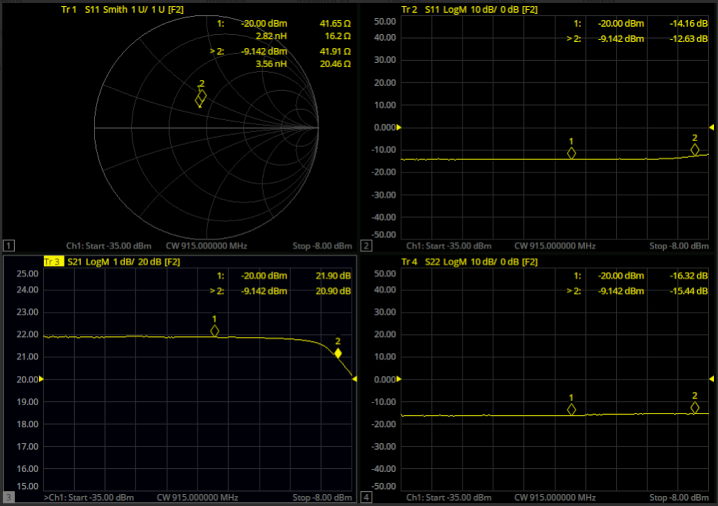 Tr 1 S11 Smith 1 U/ 1 U [F2]
1: -20.00 dBm 41.65 Ω
2.82 nH 16.2 Ω
> 2: -9.142 dBm 41.91 Ω
3.56 nH 20.46 Ω
2
1 Ch1: Start -35.00 dBm CW 915.000000 MHz Stop -8.00 dBm
Tr 2 S11 LogM 10 dB/ 0 dB [F2]
50.00
1: -20.00 dBm -14.16 dB
40.00
> 2: -9.142 dBm -12.63 dB
30.00
20.00
10.00
0.000
-10.00
1
2
-20.00
-30.00
-40.00
-50.00
2 Ch1: Start -35.00 dBm CW 915.000000 MHz Stop -8.00 dBm
Tr 3 S21 LogM 1 dB/ 20 dB [F2]
25.00
1: -20.00 dBm 21.90 dB
24.00
> 2: -9.142 dBm 20.90 dB
23.00
1
22.00
2
21.00
20.00
19.00
18.00
17.00
16.00
15.00
3 >Ch1: Start -35.00 dBm CW 915.000000 MHz Stop -8.00 dBm
Tr 4 S22 LogM 10 dB/ 0 dB [F2]
50.00
1: -20.00 dBm -16.32 dB
40.00
> 2: -9.142 dBm -15.44 dB
30.00
20.00
10.00
0.000
-10.00
1
2
-20.00
-30.00
-40.00
-50.00
4 Ch1: Start -35.00 dBm CW 915.000000 MHz Stop -8.00 dBm